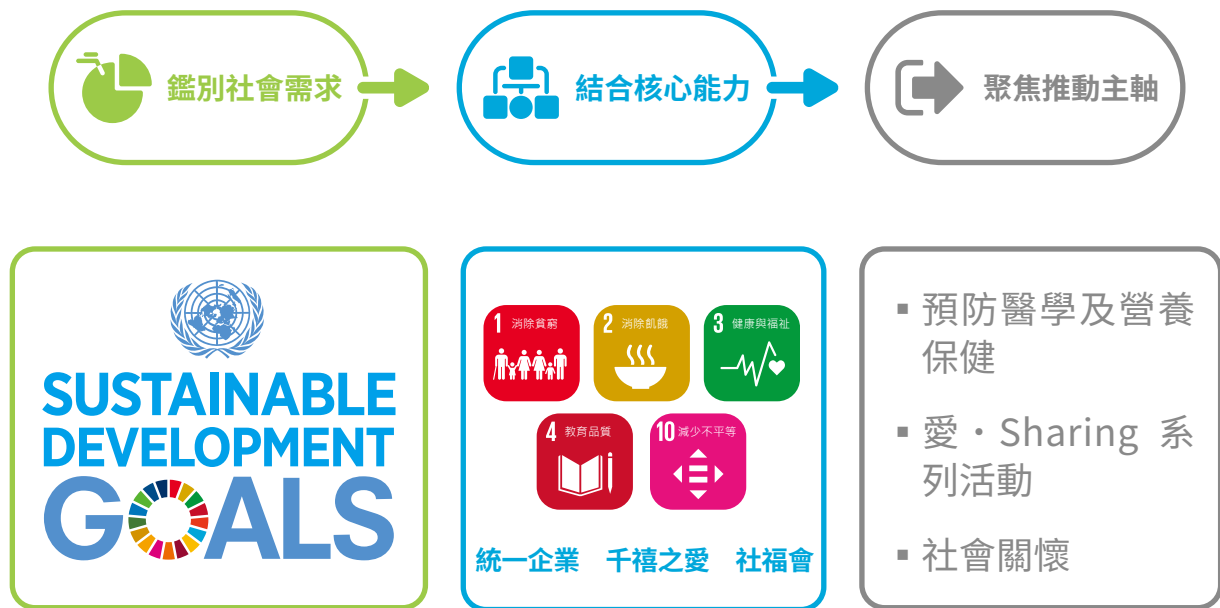 鑑別社會需求
結合核心能力
聚焦推動主軸
SUSTAINABLE
DEVELOPMENT
GOALS
1 消除貧窮
2 消除飢餓
3 健康與福祉
4 教育品質
10 減少不平等
統一企業 千禧之愛 社福會
▪ 預防醫學及營養
保健
▪ 愛・Sharing 系
列活動
▪ 社會關懷